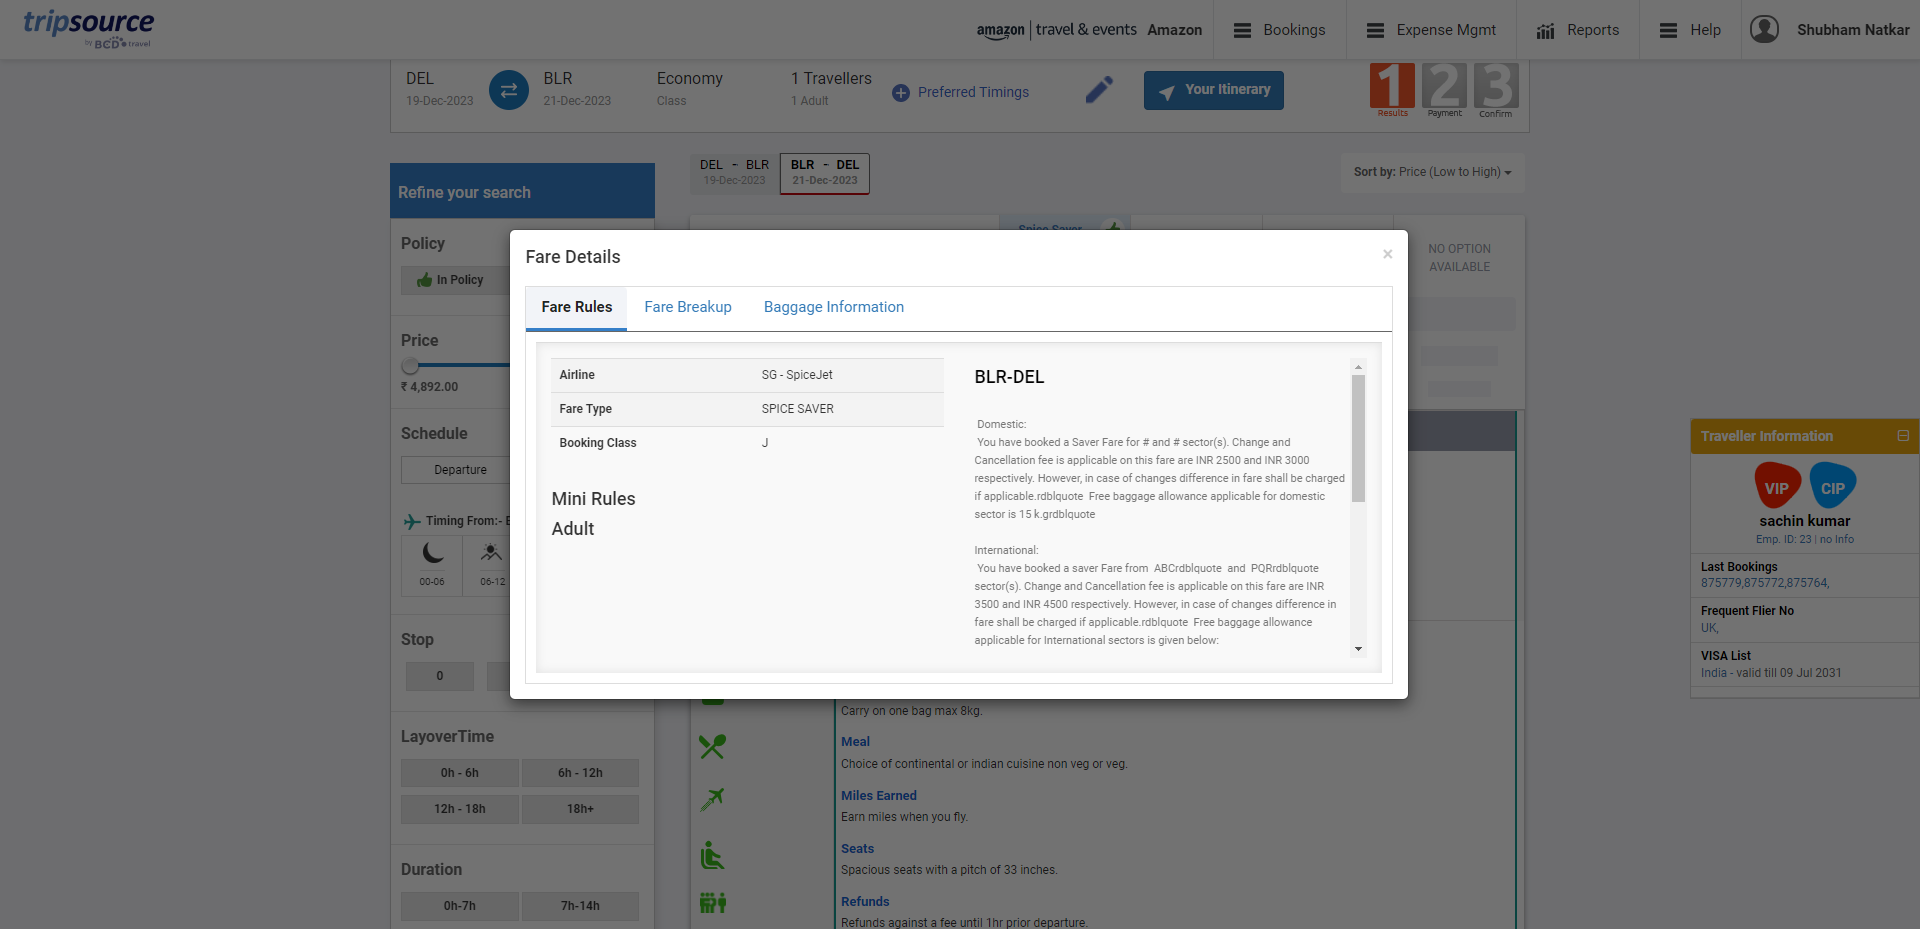 tripsource
by BCD travel
amazon travel & events Amazon
Bookings
Expense Mgmt
Reports
Help
Shubham Natkar
DEL
19-Dec-2023
BLR
21-Dec-2023
Economy
Class
1 Travellers
1 Adult
Preferred Timings
Your Itinerary
1
Results
2
Payment
3
Confirm
DEL - BLR
19-Dec-2023
BLR - DEL
21-Dec-2023
Sort by: Price (Low to High)
Refine your search
Policy
In Policy
Price
₹ 4,892.00
Schedule
Departure
Timing From:-
00-06
06-12
Stop
0
LayoverTime
0h - 6h
6h - 12h
12h - 18h
18h+
Duration
0h-7h
7h-14h
Spice Saver
NO OPTION
AVAILABLE
Fare Details
×
Fare Rules
Fare Breakup
Baggage Information
Airline SG - SpiceJet
Fare Type SPICE SAVER
Booking Class J
Mini Rules
Adult
BLR-DEL
Domestic:
You have booked a Saver Fare for # and # sector(s). Change and
Cancellation fee is applicable on this fare are INR 2500 and INR 3000
respectively. However, in case of changes difference in fare shall be charged
if applicable.rdblquote Free baggage allowance applicable for domestic
sector is 15 k.grdblquote
International:
You have booked a saver Fare from ABCrdblquote and PQRrdblquote
sector(s). Change and Cancellation fee is applicable on this fare are INR
3500 and INR 4500 respectively. However, in case of changes difference in
fare shall be charged if applicable.rdblquote Free baggage allowance
applicable for International sectors is given below:
Carry on one bag max 8kg.
Meal
Choice of continental or indian cuisine non veg or veg.
Miles Earned
Earn miles when you fly.
Seats
Spacious seats with a pitch of 33 inches.
Refunds
Refunds against a fee until 1hr prior departure.
Traveller Information
VIP
CIP
sachin kumar
Emp. ID: 23 | no Info
Last Bookings
875779,875772,875764,
Frequent Flier No
UK,
VISA List
India - valid till 09 Jul 2031